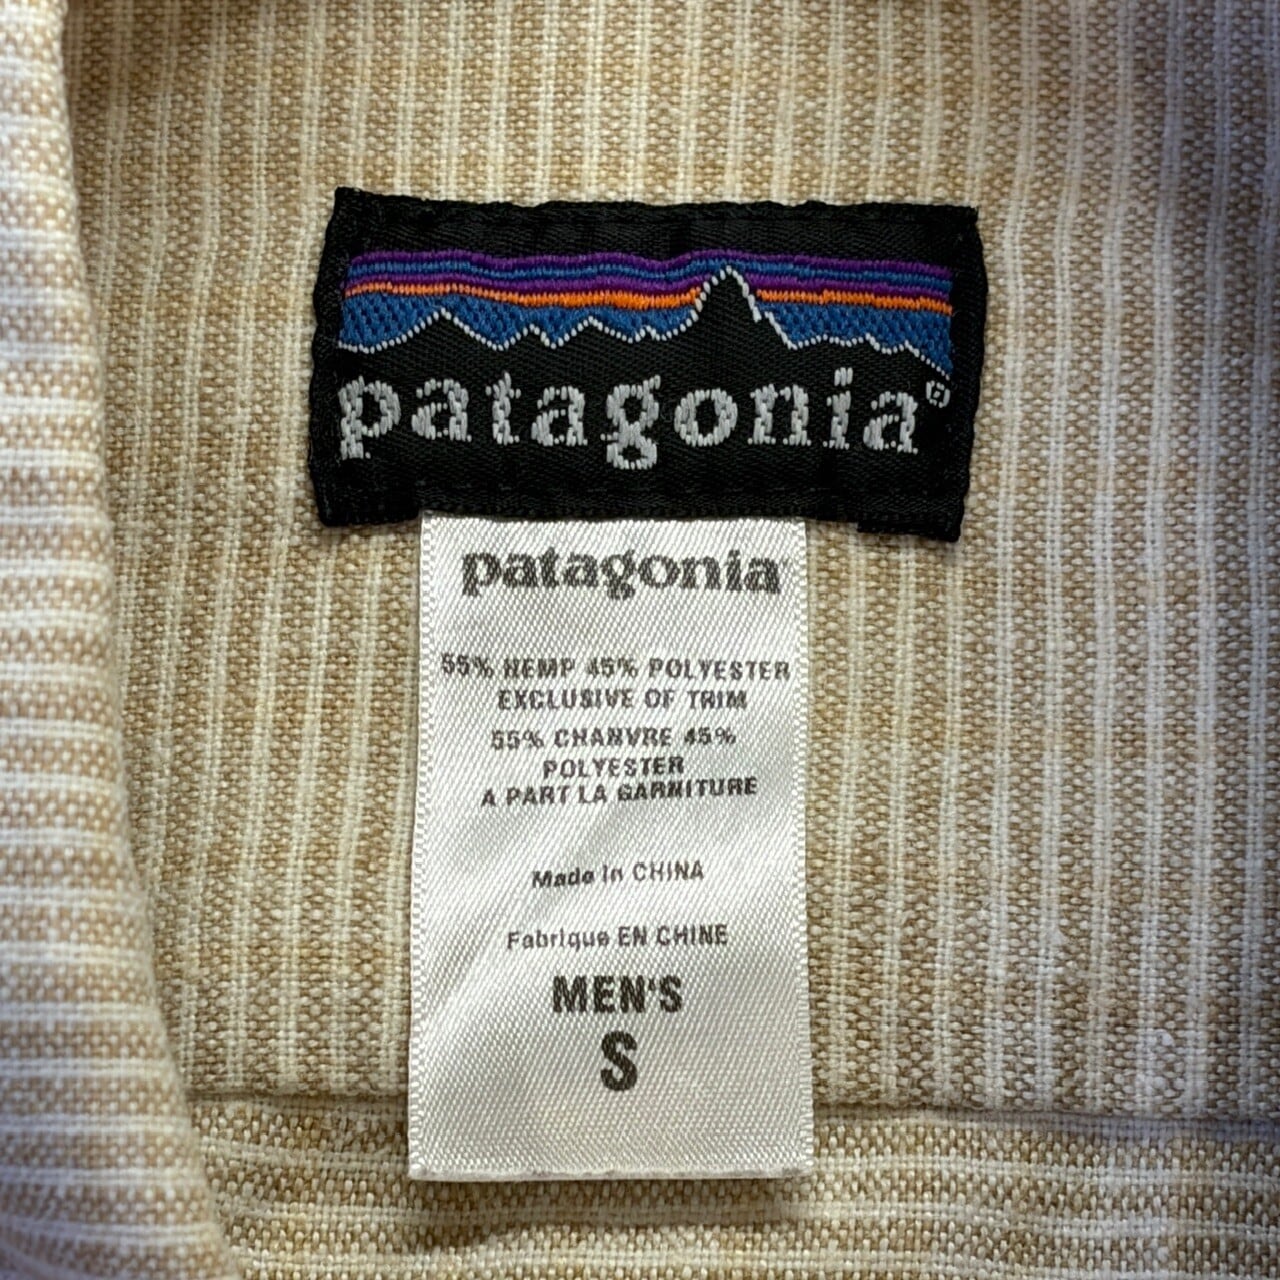 patagonia®
patagonia
55% HEMP 45% POLYESTER
EXCLUSIVE OF TRIM
55% CHANVRE 45%
POLYESTER
A PART LA GARNITURE
Made in CHINA
Fabrique EN CHINE
MEN'S
S